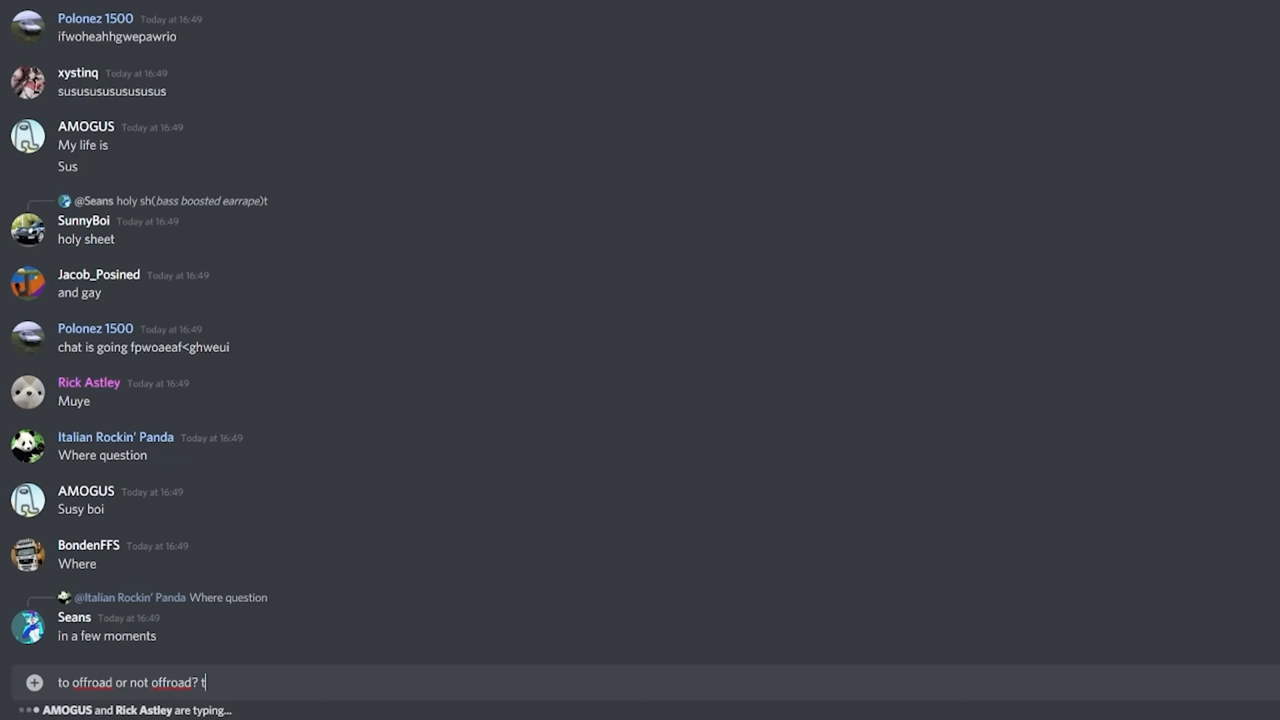 Polonez 1500 Today at 16:49
ifwoheahhgwepawrio
xystinq Today at 16:49
sususususususususus
AMOGUS Today at 16:49
My life is
Sus
@Seans holy sh(bass boosted earrape)t
SunnyBoi Today at 16:49
holy sheet
Jacob_Posined Today at 16:49
and gay
Polonez 1500 Today at 16:49
chat is going fpwoaeaf<ghweui
Rick Astley Today at 16:49
Muye
Italian Rockin' Panda Today at 16:49
Where question
AMOGUS Today at 16:49
Susy boi
BondenFFS Today at 16:49
Where
@Italian Rockin' Panda Where question
Seans Today at 16:49
in a few moments
to offroad or not offroad? t
AMOGUS and Rick Astley are typing...